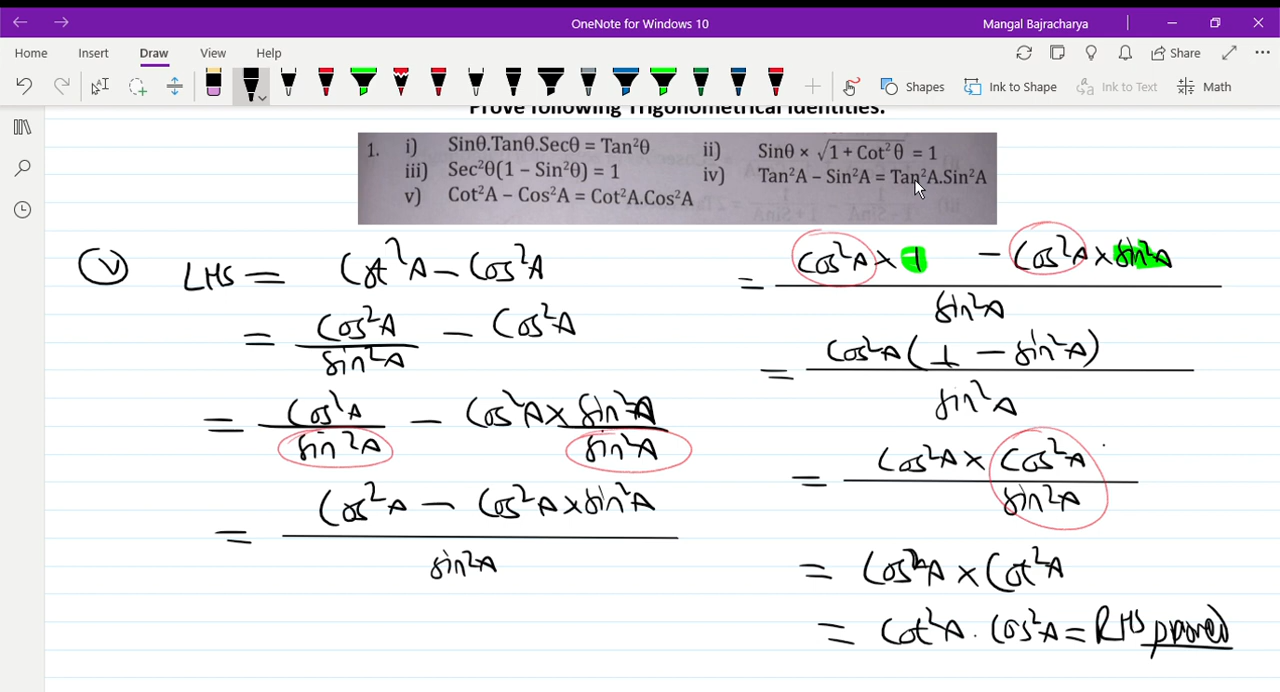 OneNote for Windows 10
Mangal Bajracharya
Home Insert Draw View Help
Share
Shapes Ink to Shape Ink to Text Math
Prove following Trigonometrical Identities.
1. i) Sinθ.Tanθ.Secθ = Tan²θ ii) Sinθ × √(1 + Cot²θ) = 1
iii) Sec²θ(1 − Sin²θ) = 1 iv) Tan²A − Sin²A = Tan²A.Sin²A
v) Cot²A − Cos²A = Cot²A.Cos²A
(v) LHS = Cot²A − Cos²A
= Cos²A/sin²A − Cos²A
= Cos²A/sin²A − Cos²A × sin²A/sin²A
= (Cos²A − Cos²A × sin²A)/sin²A
= (Cos²A × 1 − Cos²A × sin²A)/sin²A
= Cos²A(1 − sin²A)/sin²A
= Cos²A × Cos²A/sin²A
= Cos²A × Cot²A
= Cot²A . Cos²A = RHS proved